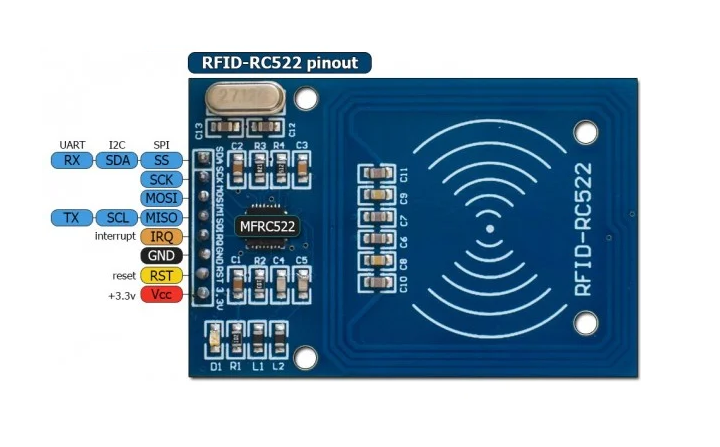 RFID-RC522 pinout
C13
C12
UART I2C SPI
RX SDA SS
SCK
MOSI
TX SCL MISO
interrupt IRQ
GND
reset RST
+3.3v Vcc
SDA
SCK
MOSI
MISO
IRQ
GND
RST
3.3V
C2 R3 R4 C3
MFRC522
C1 R2 C4 C5
D1 R1 L1 L2
C11
C9
C7
C6
C8
C10
RFID-RC522